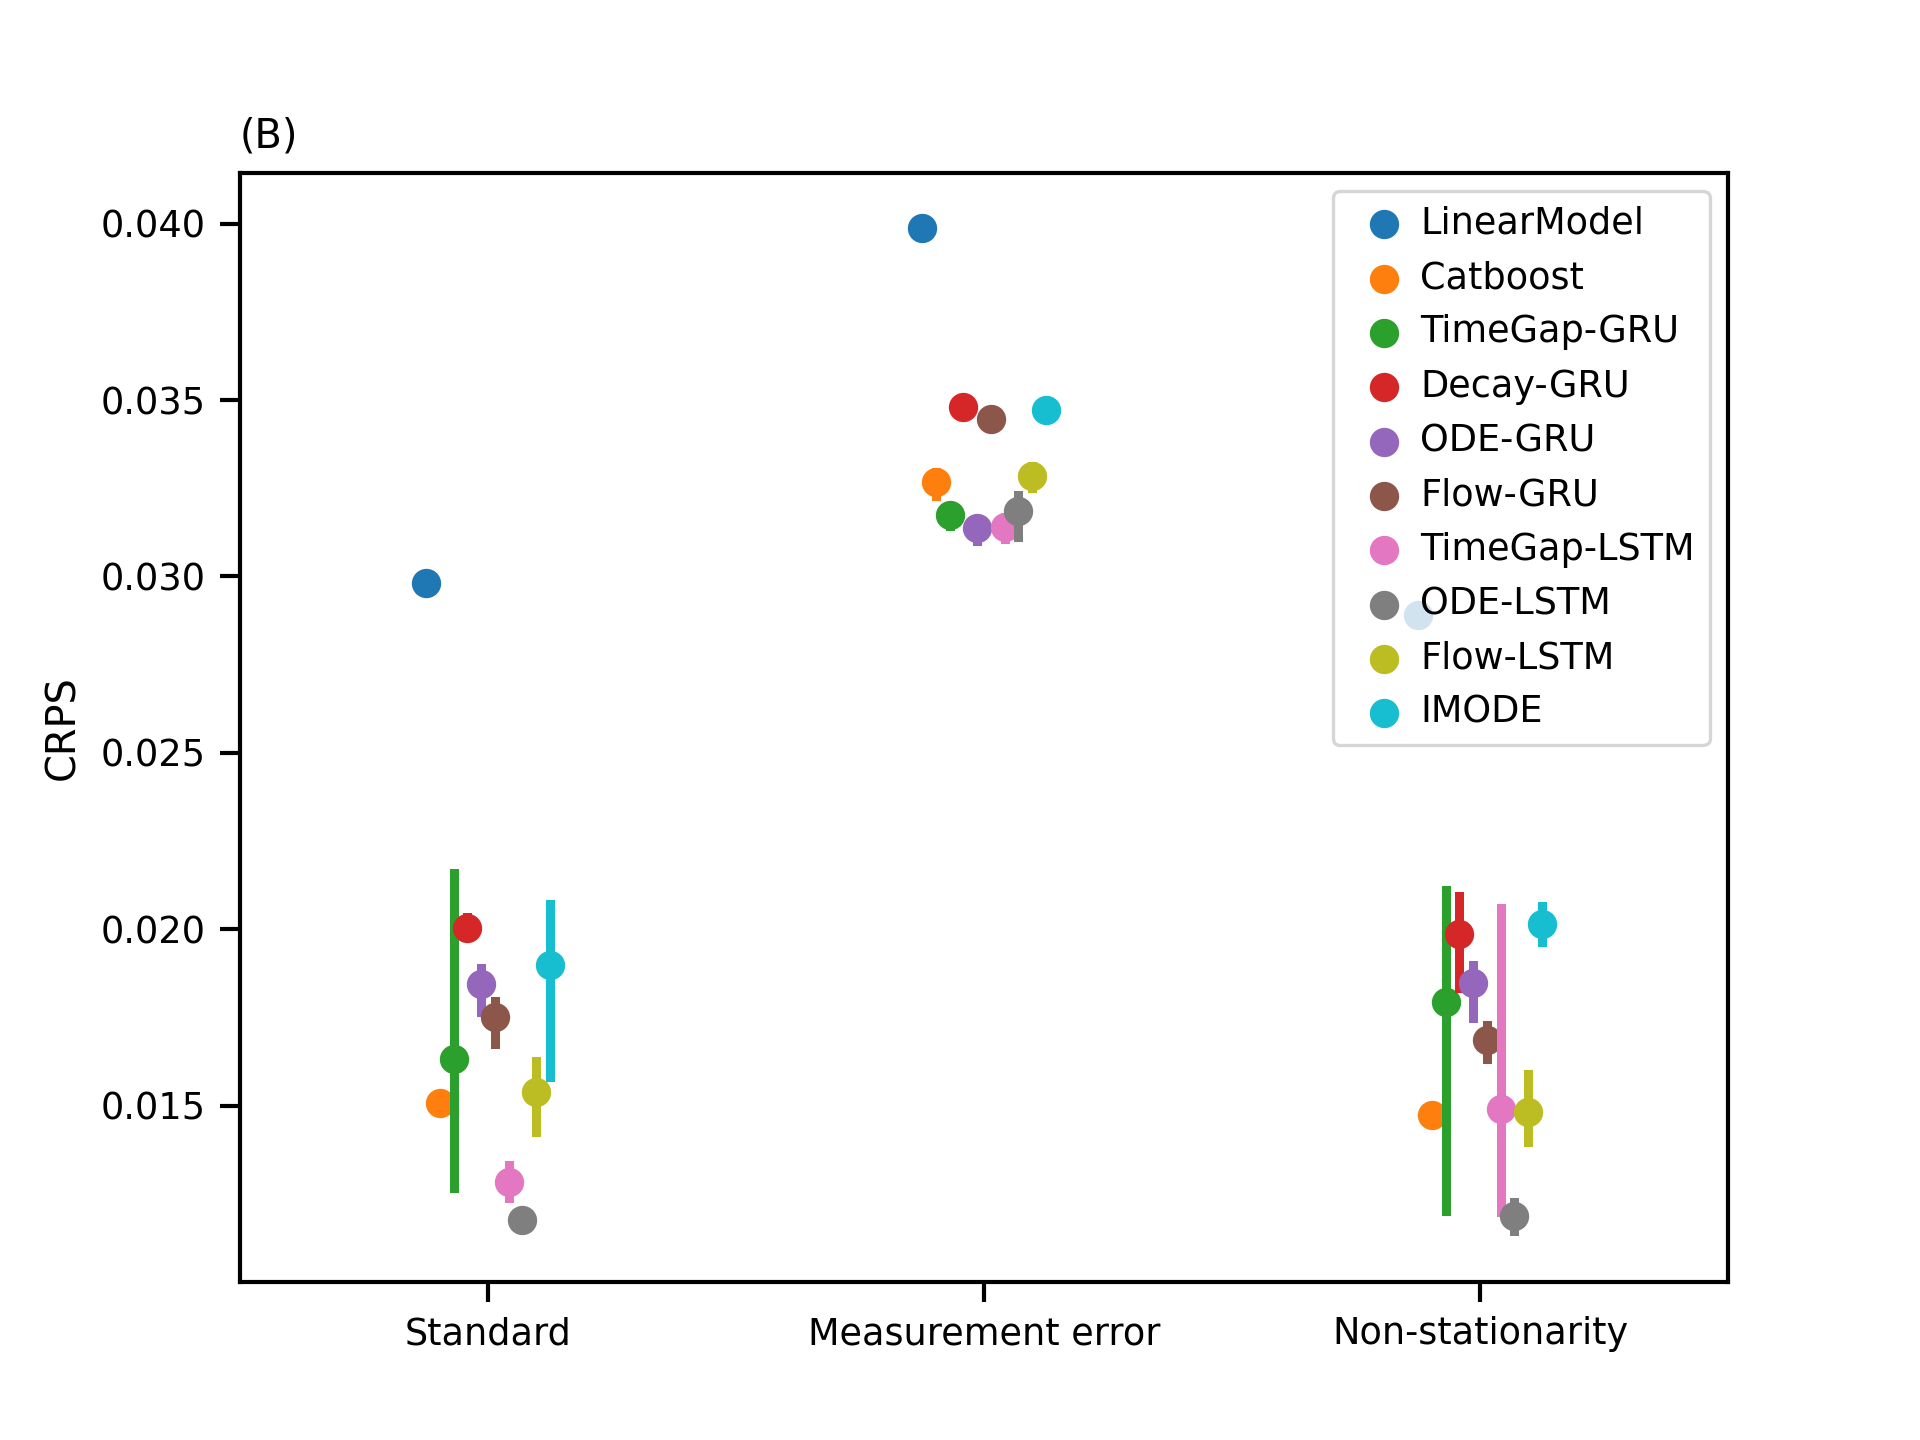 (B)
0.040
0.035
0.030
0.025
0.020
0.015
CRPS
LinearModel
Catboost
TimeGap-GRU
Decay-GRU
ODE-GRU
Flow-GRU
TimeGap-LSTM
ODE-LSTM
Flow-LSTM
IMODE
Standard
Measurement error
Non-stationarity